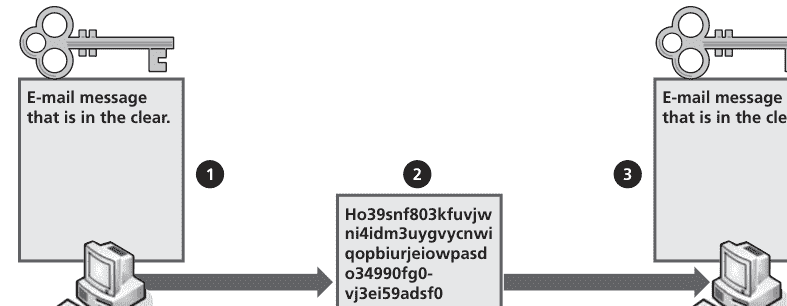 E-mail message
that is in the clear.
1
2
Ho39snf803kfuvjw
ni4idm3uygvycnwi
qopbiurjeiowpasd
o34990fg0-
vj3ei59adsf0
3
E-mail message
that is in the cle